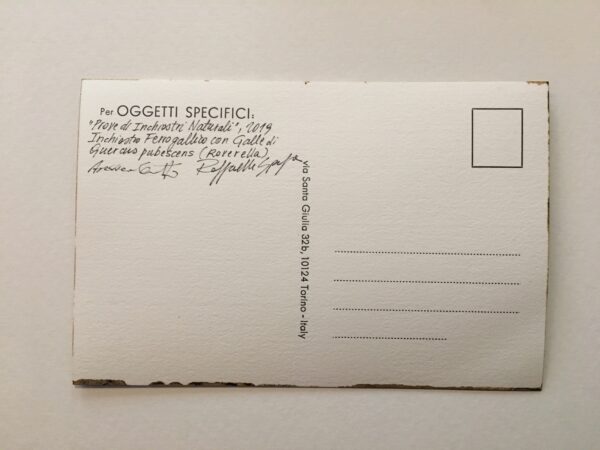 Per OGGETTI SPECIFICI:
"Prove di Inchiostri Naturali", 2019
Inchiostro Ferrogallico con Galle di
Quercus pubescens (Roverella)
via Santa Giulia 32b, 10124 Torino - Italy